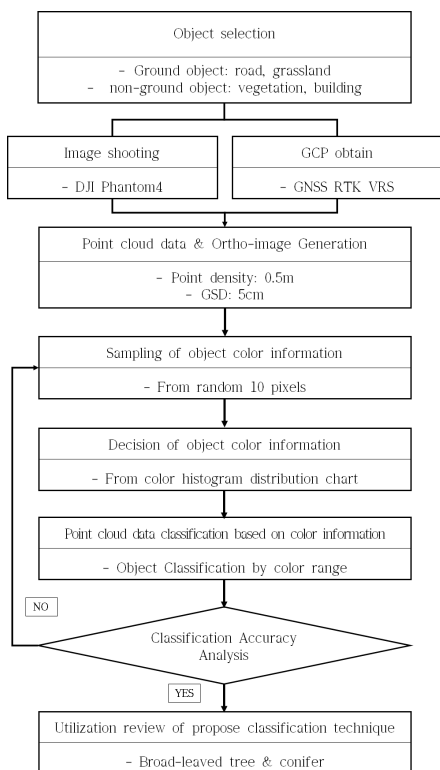 Object selection
- Ground object: road, grassland
- non-ground object: vegetation, building
Image shooting
- DJI Phantom4
GCP obtain
- GNSS RTK VRS
Point cloud data & Ortho-image Generation
- Point density: 0.5m
- GSD: 5cm
Sampling of object color information
- From random 10 pixels
Decision of object color information
- From color histogram distribution chart
Point cloud data classification based on color information
- Object Classification by color range
NO
Classification Accuracy
Analysis
YES
Utilization review of propose classification technique
- Broad-leaved tree & conifer